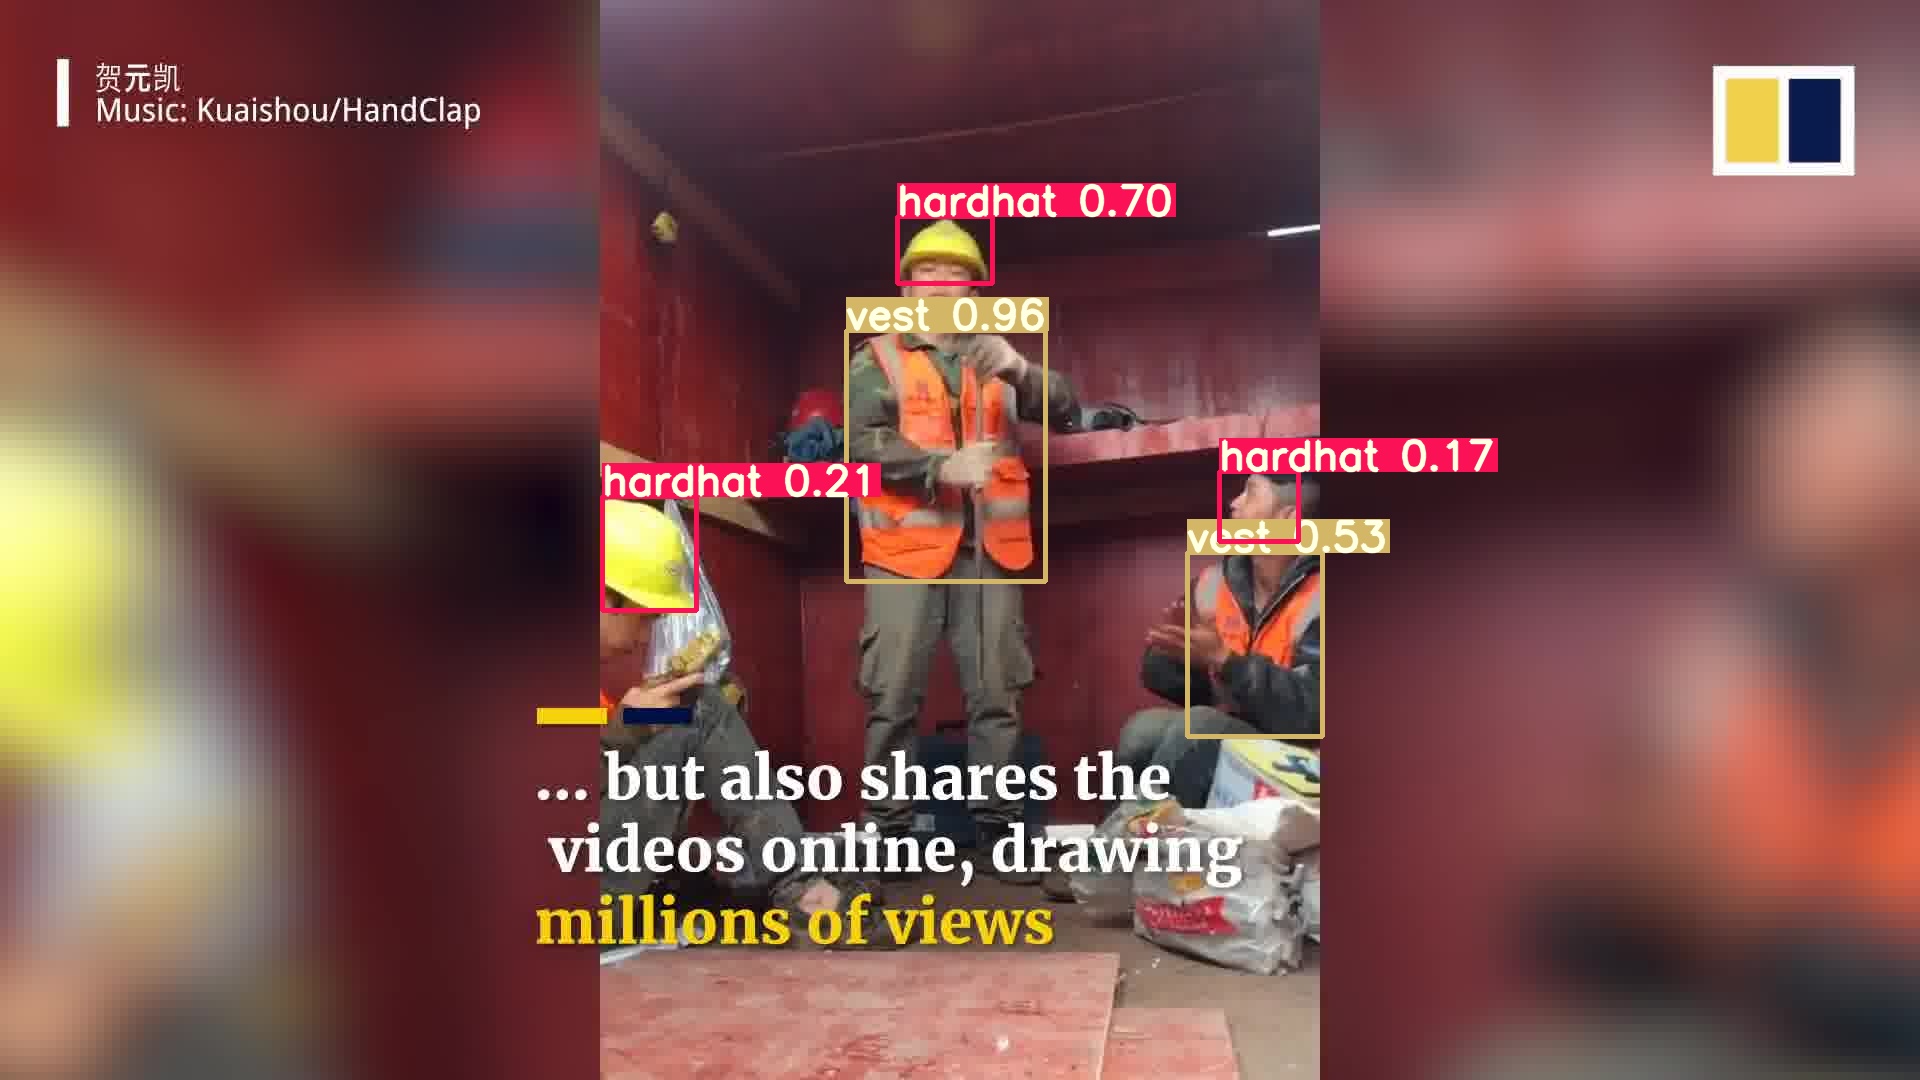 贺元凯
Music: Kuaishou/HandClap
hardhat 0.70
vest 0.96
hardhat 0.17
hardhat 0.21
vest 0.53
... but also shares the
videos online, drawing
millions of views